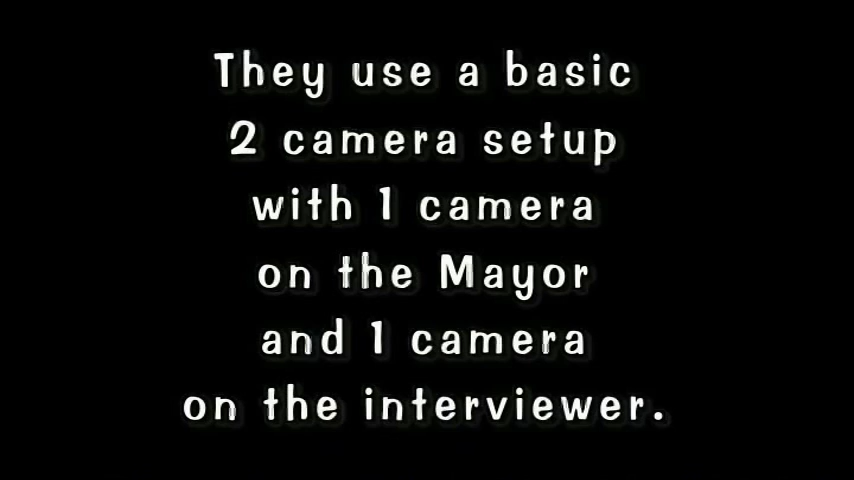 They use a basic
2 camera setup
with 1 camera
on the Mayor
and 1 camera
on the interviewer.